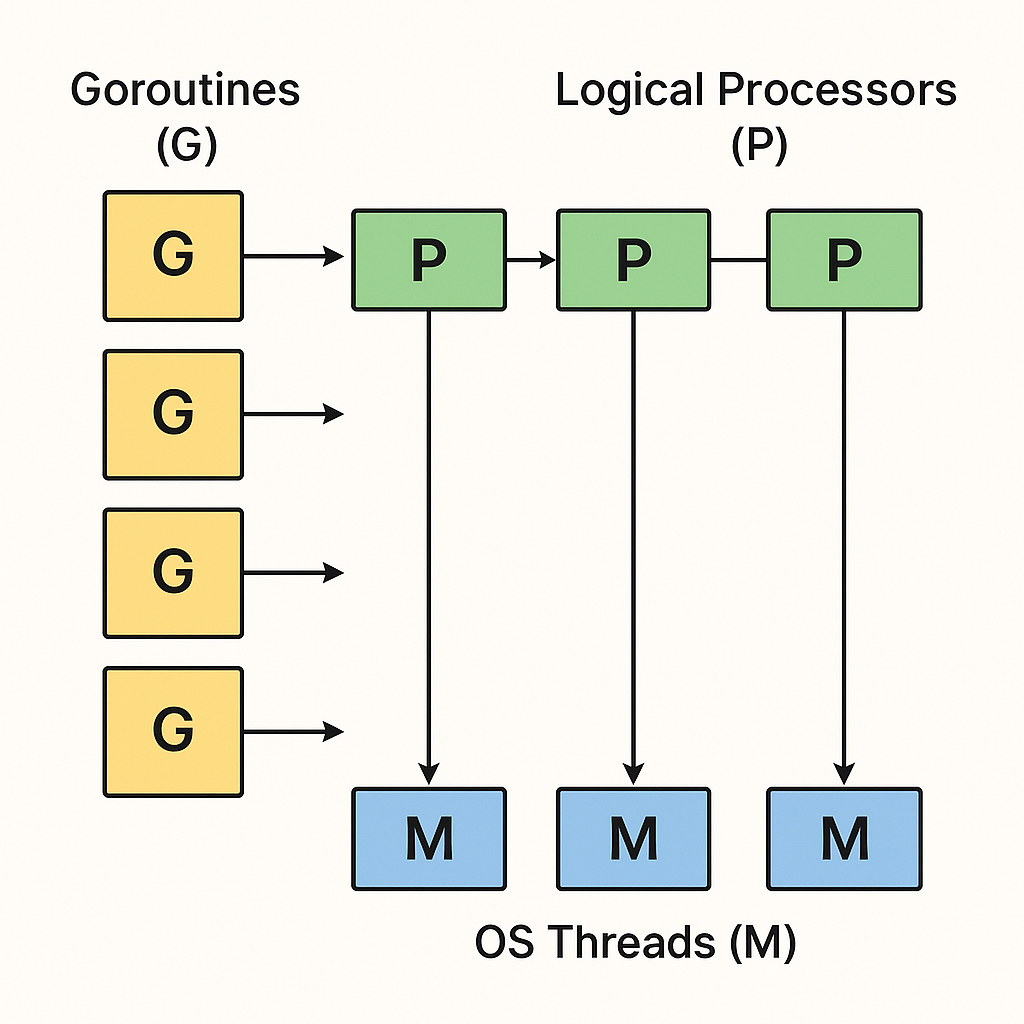 Goroutines
(G)
Logical Processors
(P)
G
P
P
P
G
G
G
M
M
M
OS Threads (M)